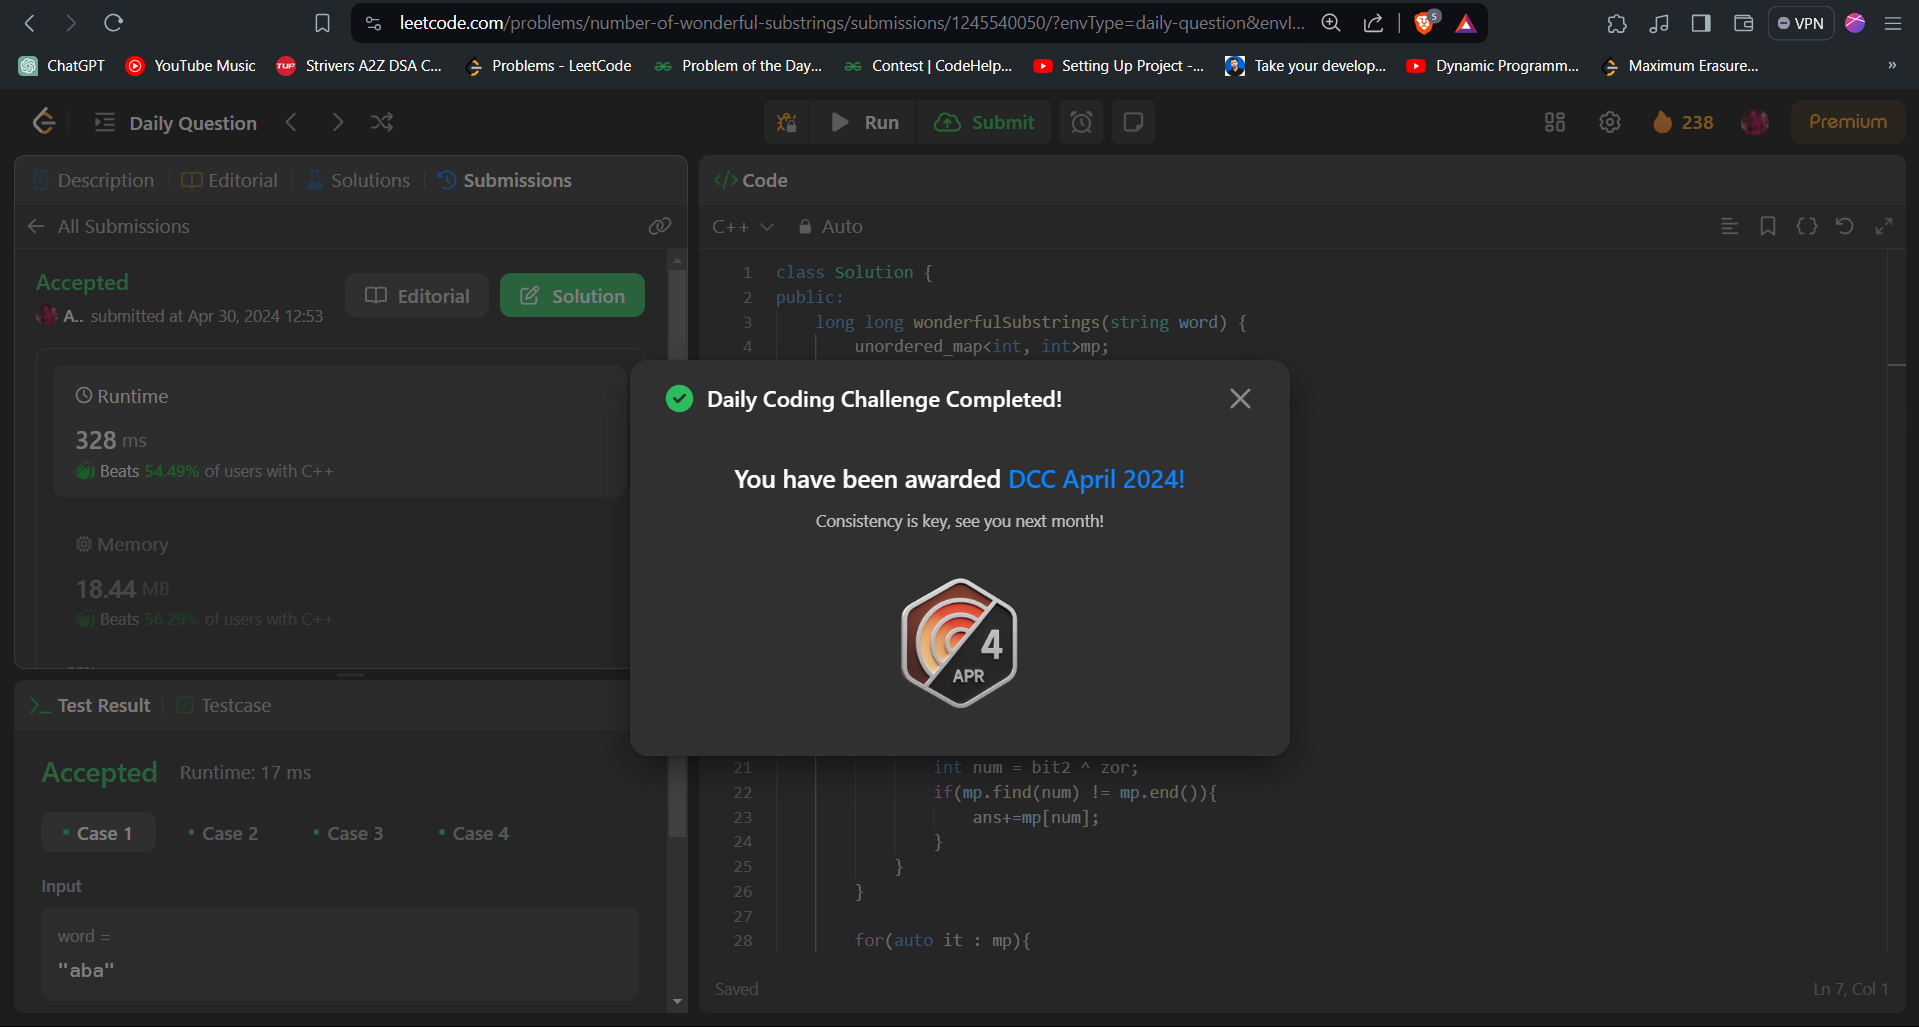 leetcode.com/problems/number-of-wonderful-substrings/submissions/1245540050/?envType=daily-question&envI...
5
VPN
ChatGPT
YouTube Music
TUF
Strivers A2Z DSA C...
Problems - LeetCode
Problem of the Day...
Contest | CodeHelp...
Setting Up Project -...
Take your develop...
Dynamic Programm...
Maximum Erasure...
»
Daily Question
Run
Submit
238
Premium
Description
Editorial
Solutions
Submissions
</> Code
All Submissions
C++
Auto
Accepted
A.. submitted at Apr 30, 2024 12:53
Editorial
Solution
Runtime
328 ms
Beats 54.49% of users with C++
Memory
18.44 MB
Beats 56.29% of users with C++
1 class Solution {
2 public:
3 long long wonderfulSubstrings(string word) {
4 unordered_map<int, int>mp;
Daily Coding Challenge Completed!
You have been awarded DCC April 2024!
Consistency is key, see you next month!
4
APR
21 int num = bit2 ^ zor;
22 if(mp.find(num) != mp.end()){
23 ans+=mp[num];
24 }
25 }
26 }
27
28 for(auto it : mp){
Saved
Ln 7, Col 1
Test Result
Testcase
Accepted
Runtime: 17 ms
Case 1
Case 2
Case 3
Case 4
Input
word =
"aba"